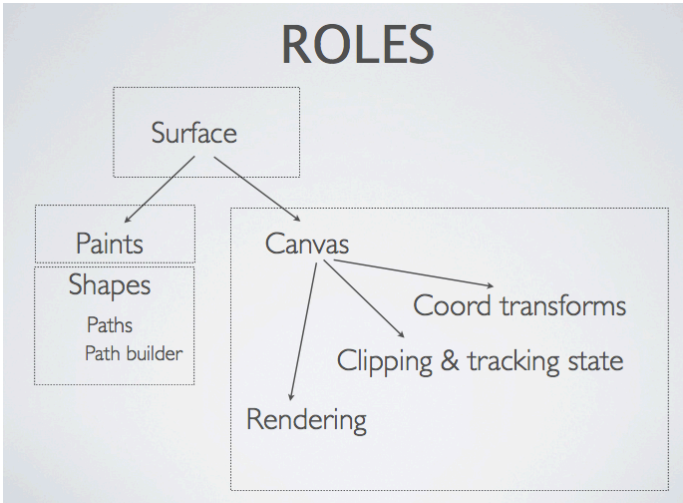 ROLES
Surface
Paints
Shapes
Paths
Path builder
Canvas
Coord transforms
Clipping & tracking state
Rendering